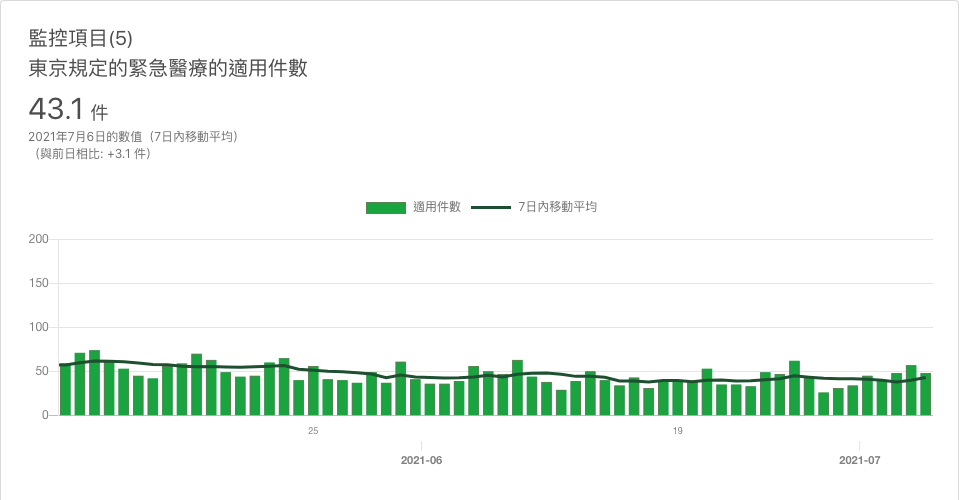 監控項目(5)
東京規定的緊急醫療的適用件數
43.1 件
2021年7月6日的數值（7日內移動平均）
（與前日相比: +3.1 件）
適用件數 7日內移動平均
200
150
100
50
0
25 19
2021-06 2021-07